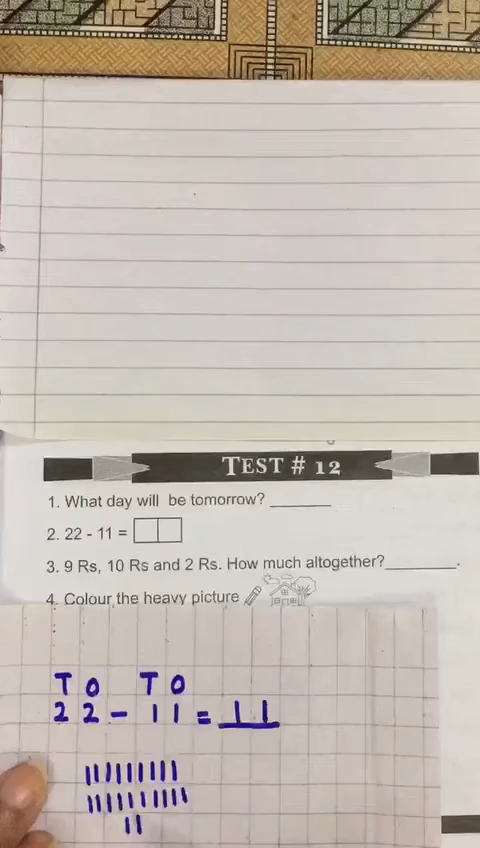 TEST # 12
1. What day will be tomorrow? ________
2. 22 - 11 =
3. 9 Rs, 10 Rs and 2 Rs. How much altogether?_________.
4. Colour the heavy picture
T O T O
2 2 - 1 1 = 1 1